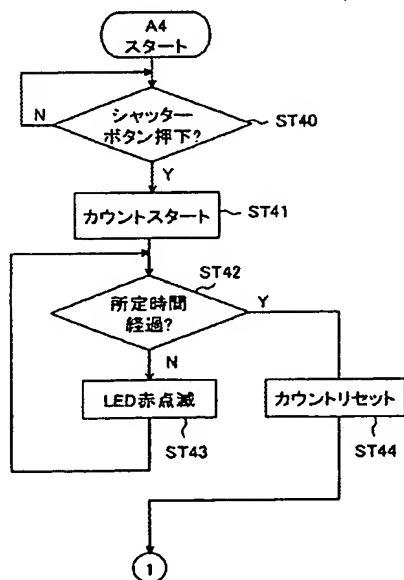 A4
スタート
シャッター
ボタン押下?
N
ST40
Y
カウントスタート
ST41
ST42
所定時間
経過?
Y
N
LED赤点滅
カウントリセット
ST43
ST44
1